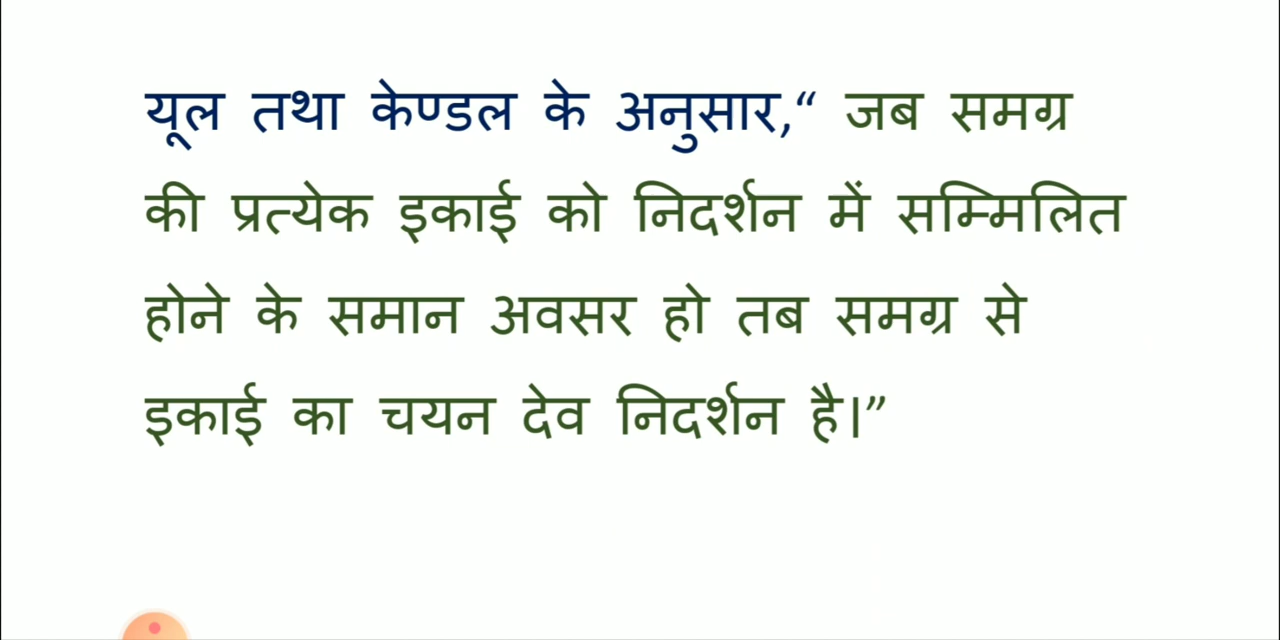 यूल तथा केण्डल के अनुसार,“ जब समग्र
की प्रत्येक इकाई को निदर्शन में सम्मिलित
होने के समान अवसर हो तब समग्र से
इकाई का चयन देव निदर्शन है।”